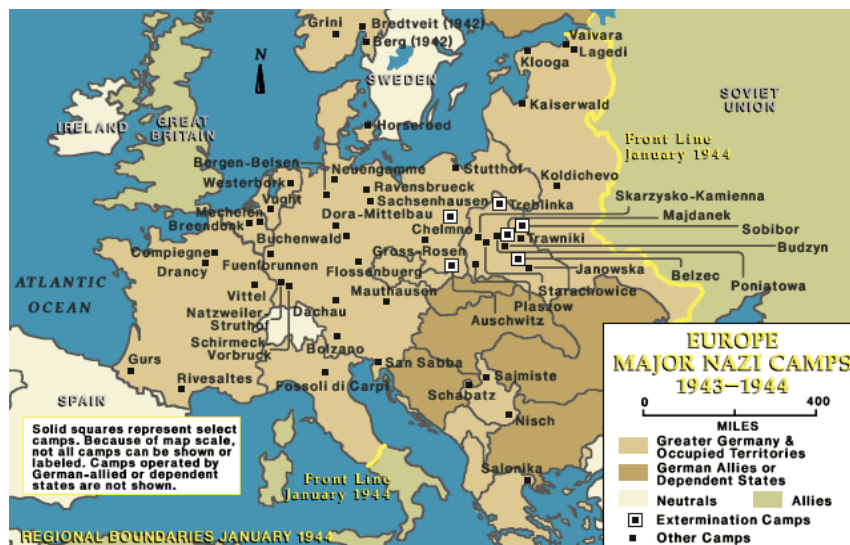 Grini
Bredtveit (1942)
Berg (1942)
Vaivara
Lagedi
Klooga
N
SWEDEN
SOVIET
UNION
Kaiserwald
IRELAND
GREAT
BRITAIN
Horserød
Front Line
January 1944
Bergen-Belsen
Neuengamme
Stutthof
Koldichevo
Westerbork
Ravensbrueck
Sachsenhausen
Treblinka
Skarzysko-Kamienna
Vught
Majdanek
Mechelen
Dora-Mittelbau
Breendonk
Chelmno
Sobibor
Buchenwald
Trawniki
Budzyn
Compiegne
Gross-Rosen
Drancy
Fuenfbrunnen
Flossenbuerg
Janowska
Belzec
ATLANTIC
OCEAN
Starachowice
Poniatowa
Vittel
Mauthausen
Plaszow
Natzweiler-
Struthof
Dachau
Auschwitz
Schirmeck
Vorbruck
Bolzano
Gurs
San Sabba
Rivesaltes
Fossoli di Carpi
Sajmiste
Schabatz
SPAIN
Nisch
Salonika
Front Line
January 1944
Solid squares represent select
camps. Because of map scale,
not all camps can be shown or
labeled. Camps operated by
German-allied or dependent
states are not shown.
REGIONAL BOUNDARIES JANUARY 1944
EUROPE
MAJOR NAZI CAMPS
1943–1944
0 400
MILES
Greater Germany &
Occupied Territories
German Allies or
Dependent States
Neutrals
Allies
Extermination Camps
Other Camps